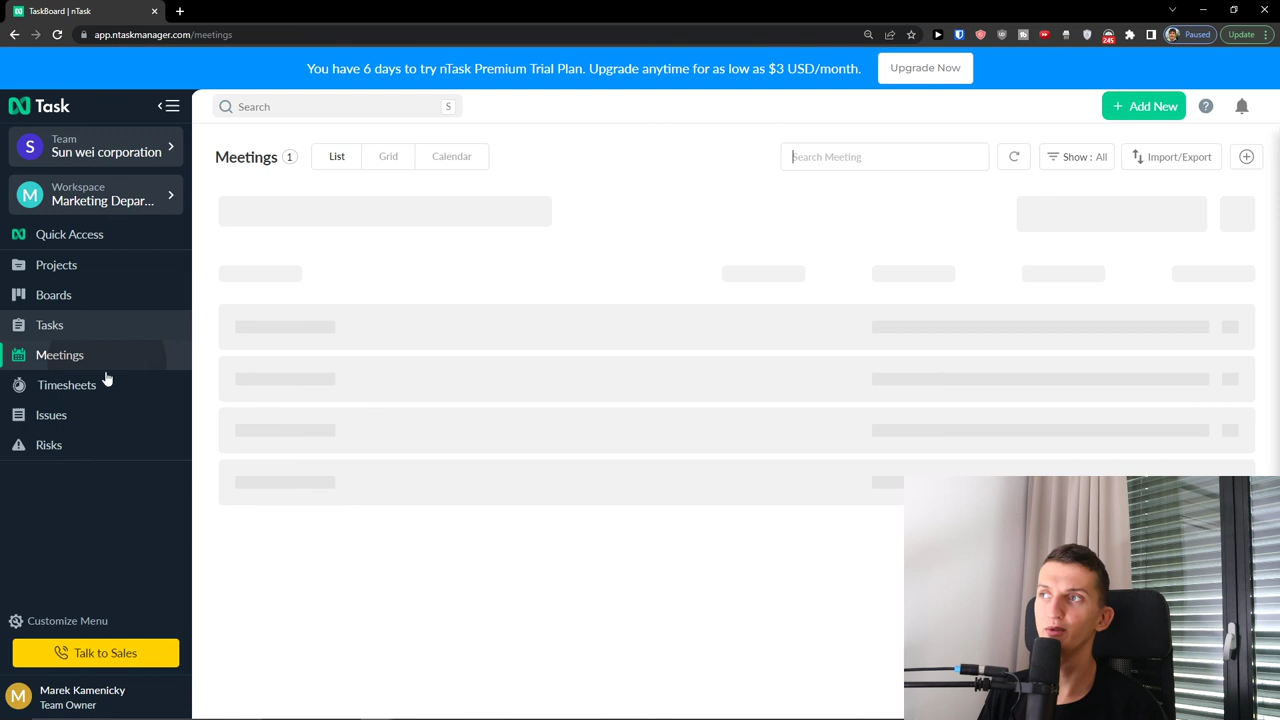 TaskBoard | nTask
app.ntaskmanager.com/meetings
245
Paused
Update
You have 6 days to try nTask Premium Trial Plan. Upgrade anytime for as low as $3 USD/month.
Upgrade Now
Task
Search
S
+ Add New
?
S
Team
Sun wei corporation
M
Workspace
Marketing Depar...
Meetings 1
List
Grid
Calendar
Search Meeting
Show : All
Import/Export
Quick Access
Projects
Boards
Tasks
Meetings
Timesheets
Issues
Risks
Customize Menu
Talk to Sales
M
Marek Kamenicky
Team Owner